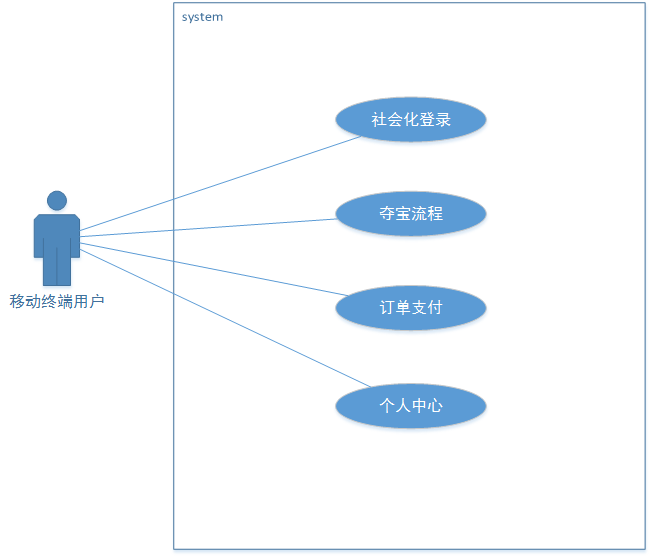 system
社会化登录
夺宝流程
移动终端用户
订单支付
个人中心